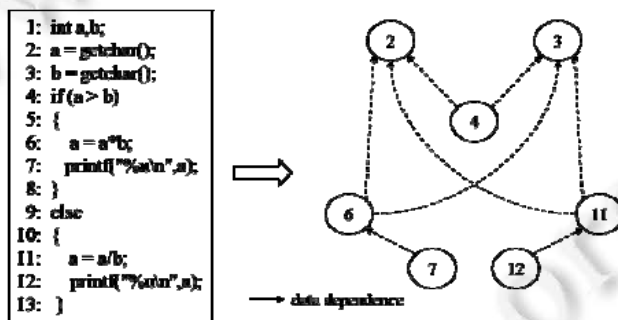 1: int a,b;
2: a = getchar();
3: b = getchar();
4: if (a > b)
5: {
6: a = a*b;
7: printf("%a\n",a);
8: }
9: else
10: {
11: a = a/b;
12: printf("%a\n",a);
13: }
2
3
4
6
11
7
12
data dependence